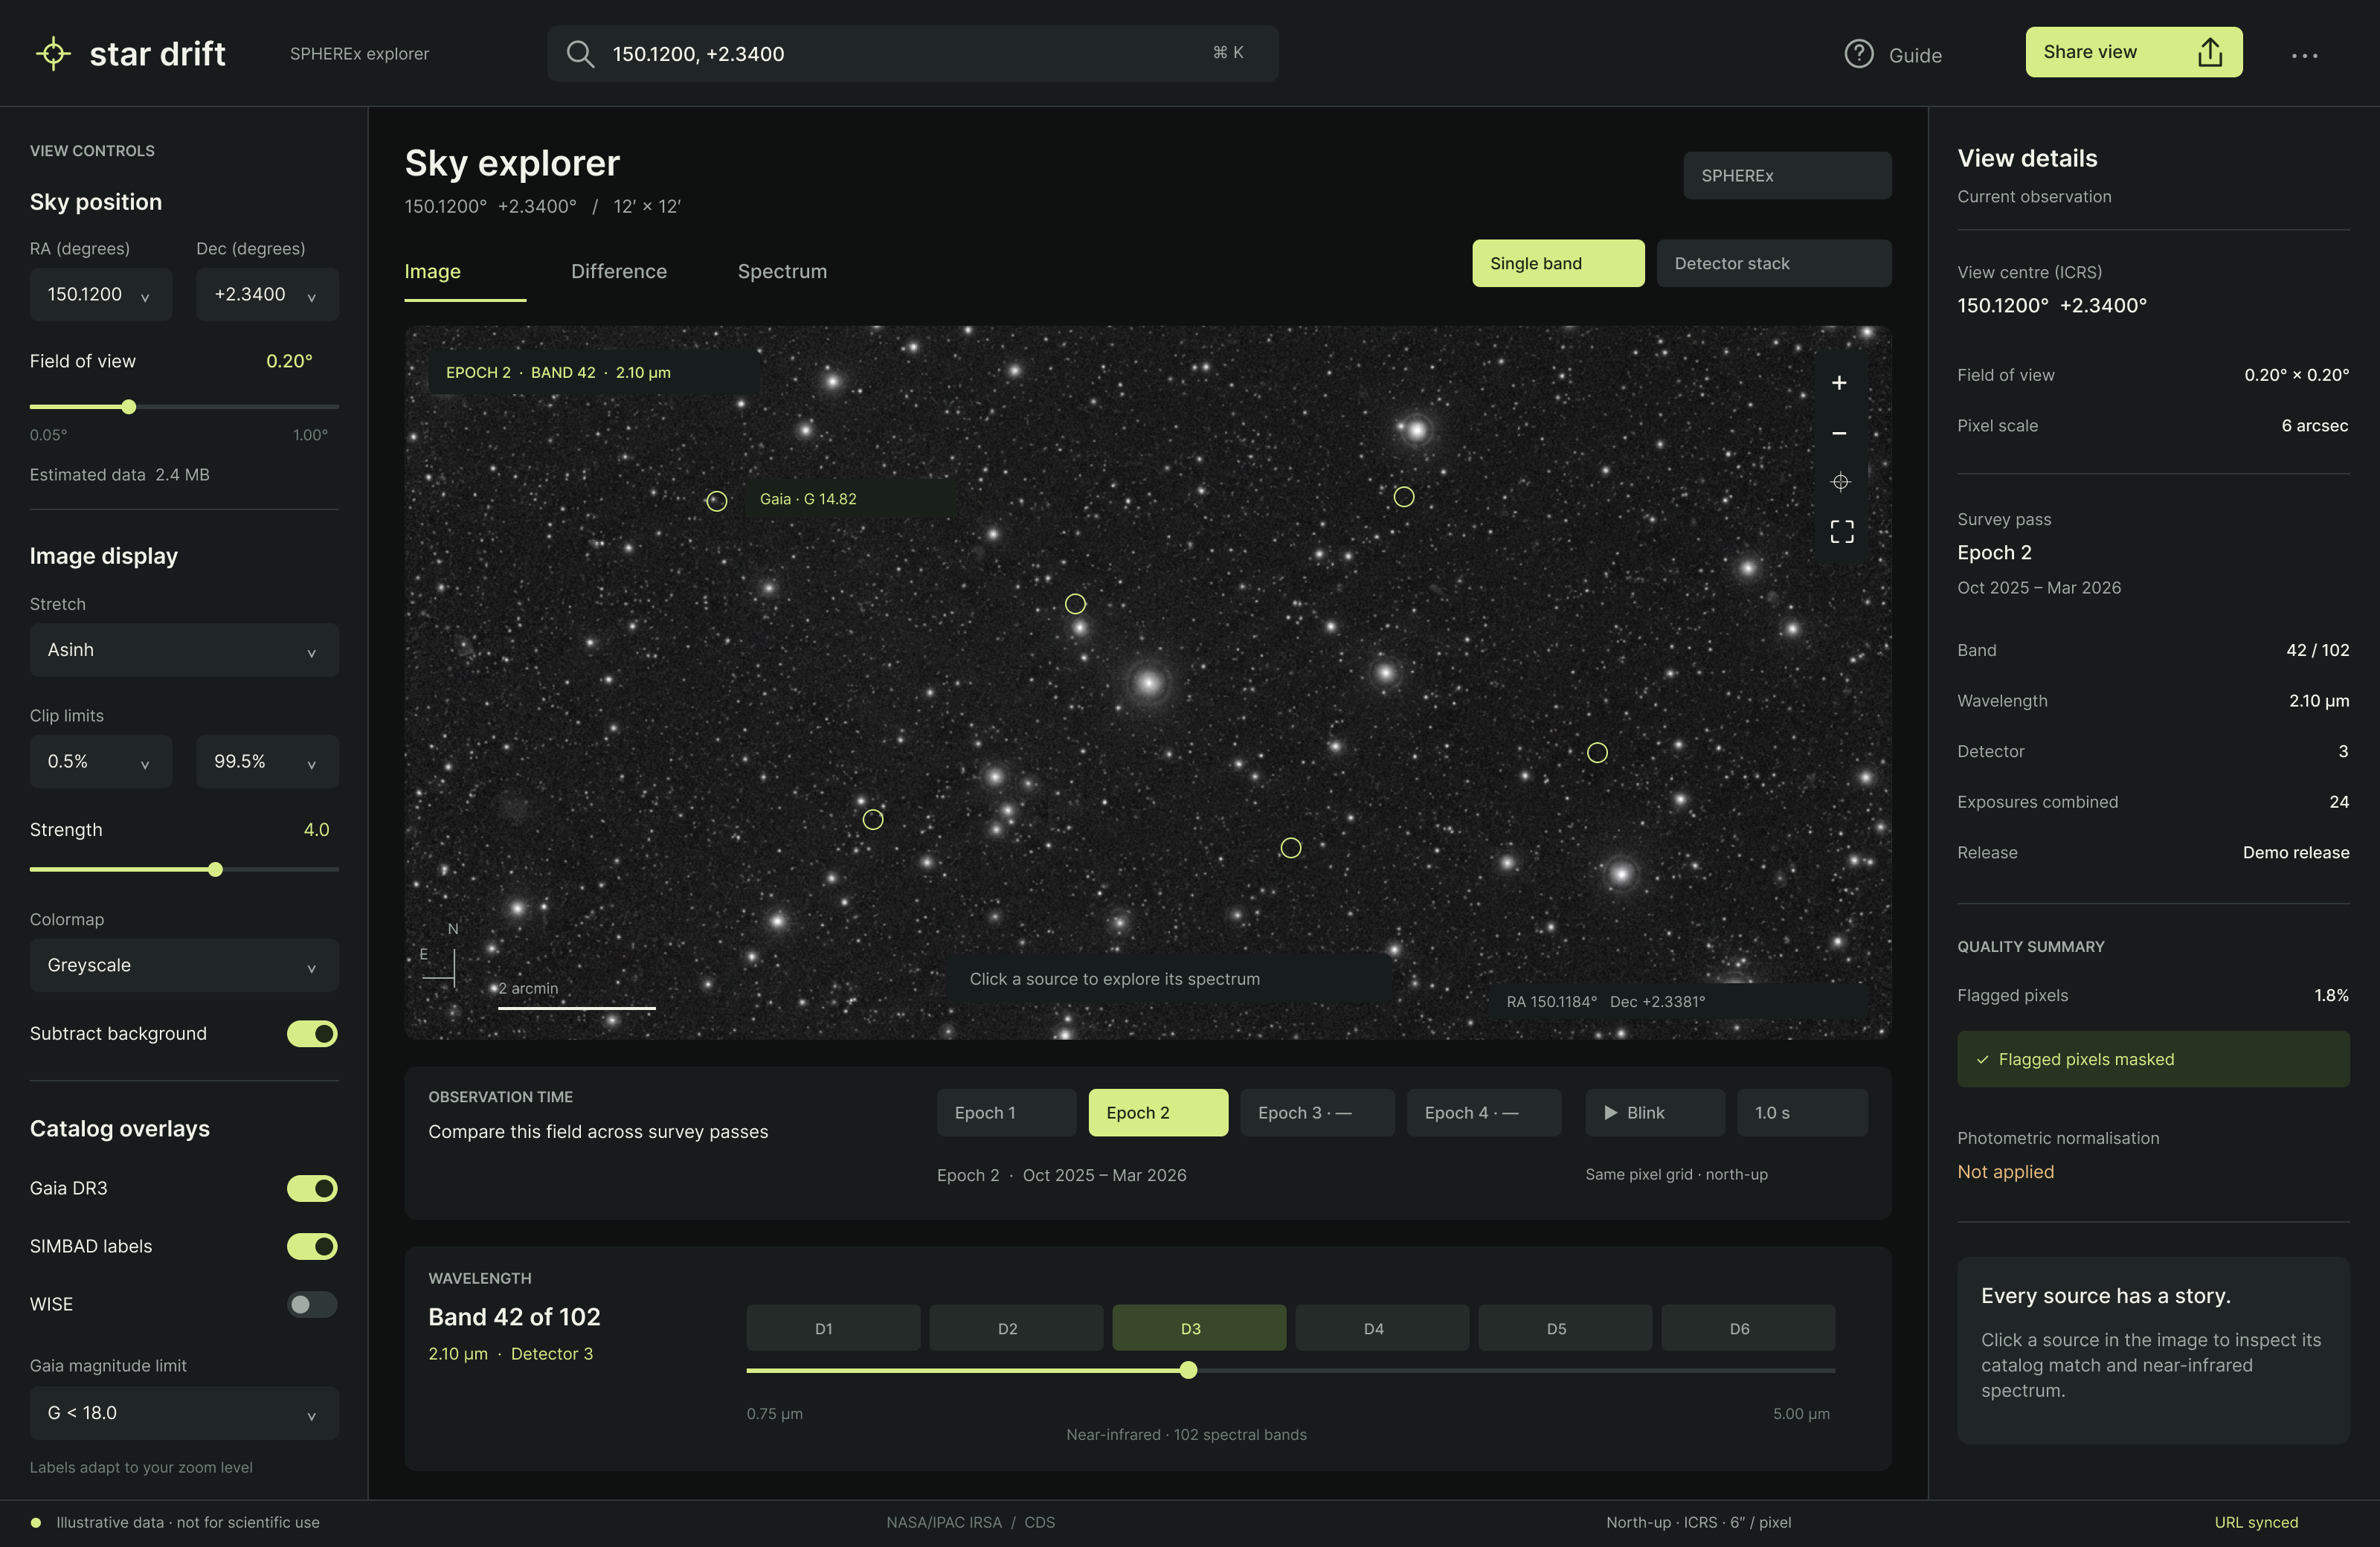 star drift
SPHEREx explorer
150.1200, +2.3400
⌘ K
Guide
Share view
VIEW CONTROLS
Sky position
RA (degrees)
Dec (degrees)
150.1200
+2.3400
Field of view
0.20°
0.05°
1.00°
Estimated data 2.4 MB
Image display
Stretch
Asinh
Clip limits
0.5%
99.5%
Strength
4.0
Colormap
Greyscale
Subtract background
Catalog overlays
Gaia DR3
SIMBAD labels
WISE
Gaia magnitude limit
G < 18.0
Labels adapt to your zoom level
Sky explorer
150.1200° +2.3400° / 12′ × 12′
SPHEREx
Image
Difference
Spectrum
Single band
Detector stack
EPOCH 2 · BAND 42 · 2.10 µm
Gaia · G 14.82
N
E
2 arcmin
Click a source to explore its spectrum
RA 150.1184° Dec +2.3381°
OBSERVATION TIME
Compare this field across survey passes
Epoch 1
Epoch 2
Epoch 3 · —
Epoch 4 · —
▶ Blink
1.0 s
Epoch 2 · Oct 2025 – Mar 2026
Same pixel grid · north-up
WAVELENGTH
Band 42 of 102
2.10 µm · Detector 3
D1
D2
D3
D4
D5
D6
0.75 µm
5.00 µm
Near-infrared · 102 spectral bands
View details
Current observation
View centre (ICRS)
150.1200° +2.3400°
Field of view
0.20° × 0.20°
Pixel scale
6 arcsec
Survey pass
Epoch 2
Oct 2025 – Mar 2026
Band
42 / 102
Wavelength
2.10 µm
Detector
3
Exposures combined
24
Release
Demo release
QUALITY SUMMARY
Flagged pixels
1.8%
✓ Flagged pixels masked
Photometric normalisation
Not applied
Every source has a story.
Click a source in the image to inspect its
catalog match and near-infrared
spectrum.
Illustrative data · not for scientific use
NASA/IPAC IRSA / CDS
North-up · ICRS · 6″ / pixel
URL synced